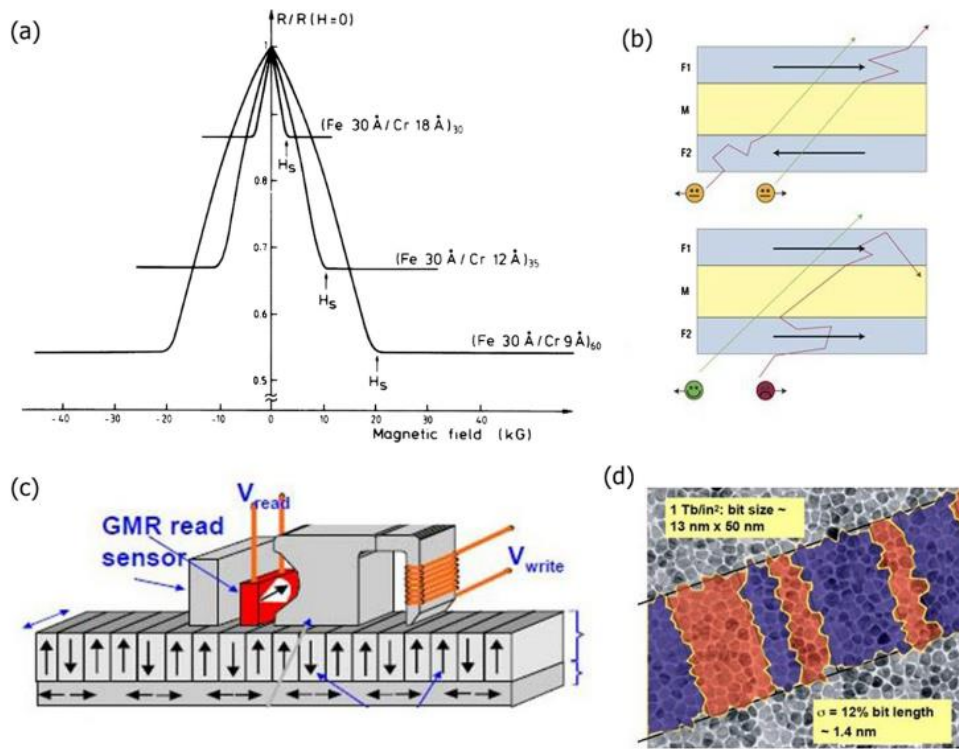 (a)
R/R (H=0)
1
0.8
0.7
0.6
0.5
(Fe 30 Å/Cr 18 Å)30
Hs
(Fe 30 Å/Cr 12 Å)35
Hs
(Fe 30 Å/Cr 9 Å)60
Hs
-40 -30 -20 -10 0 10 20 30 40
Magnetic field (kG)
(b)
F1
M
F2
F1
M
F2
(c)
Vread
GMR read
sensor
Vwrite
(d)
1 Tb/in²: bit size ~
13 nm x 50 nm
σ = 12% bit length
~ 1.4 nm